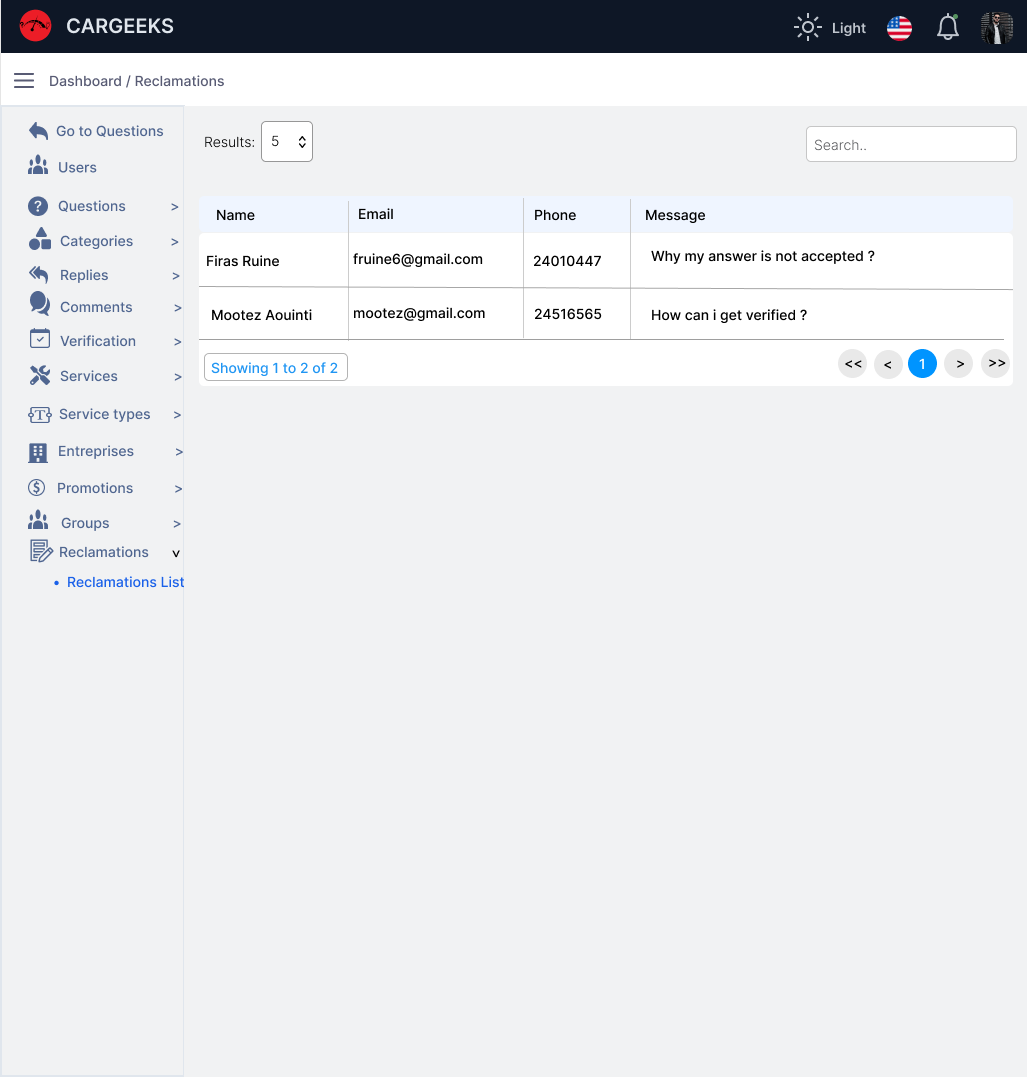 CARGEEKS
Light
Dashboard / Reclamations
Go to Questions
Users
Questions >
Categories >
Replies >
Comments >
Verification >
Services >
Service types >
Entreprises >
Promotions >
Groups >
Reclamations v
• Reclamations List
Results: 5
Search..
Name Email Phone Message
Firas Ruine fruine6@gmail.com 24010447 Why my answer is not accepted ?
Mootez Aouinti mootez@gmail.com 24516565 How can i get verified ?
Showing 1 to 2 of 2 << < 1 > >>